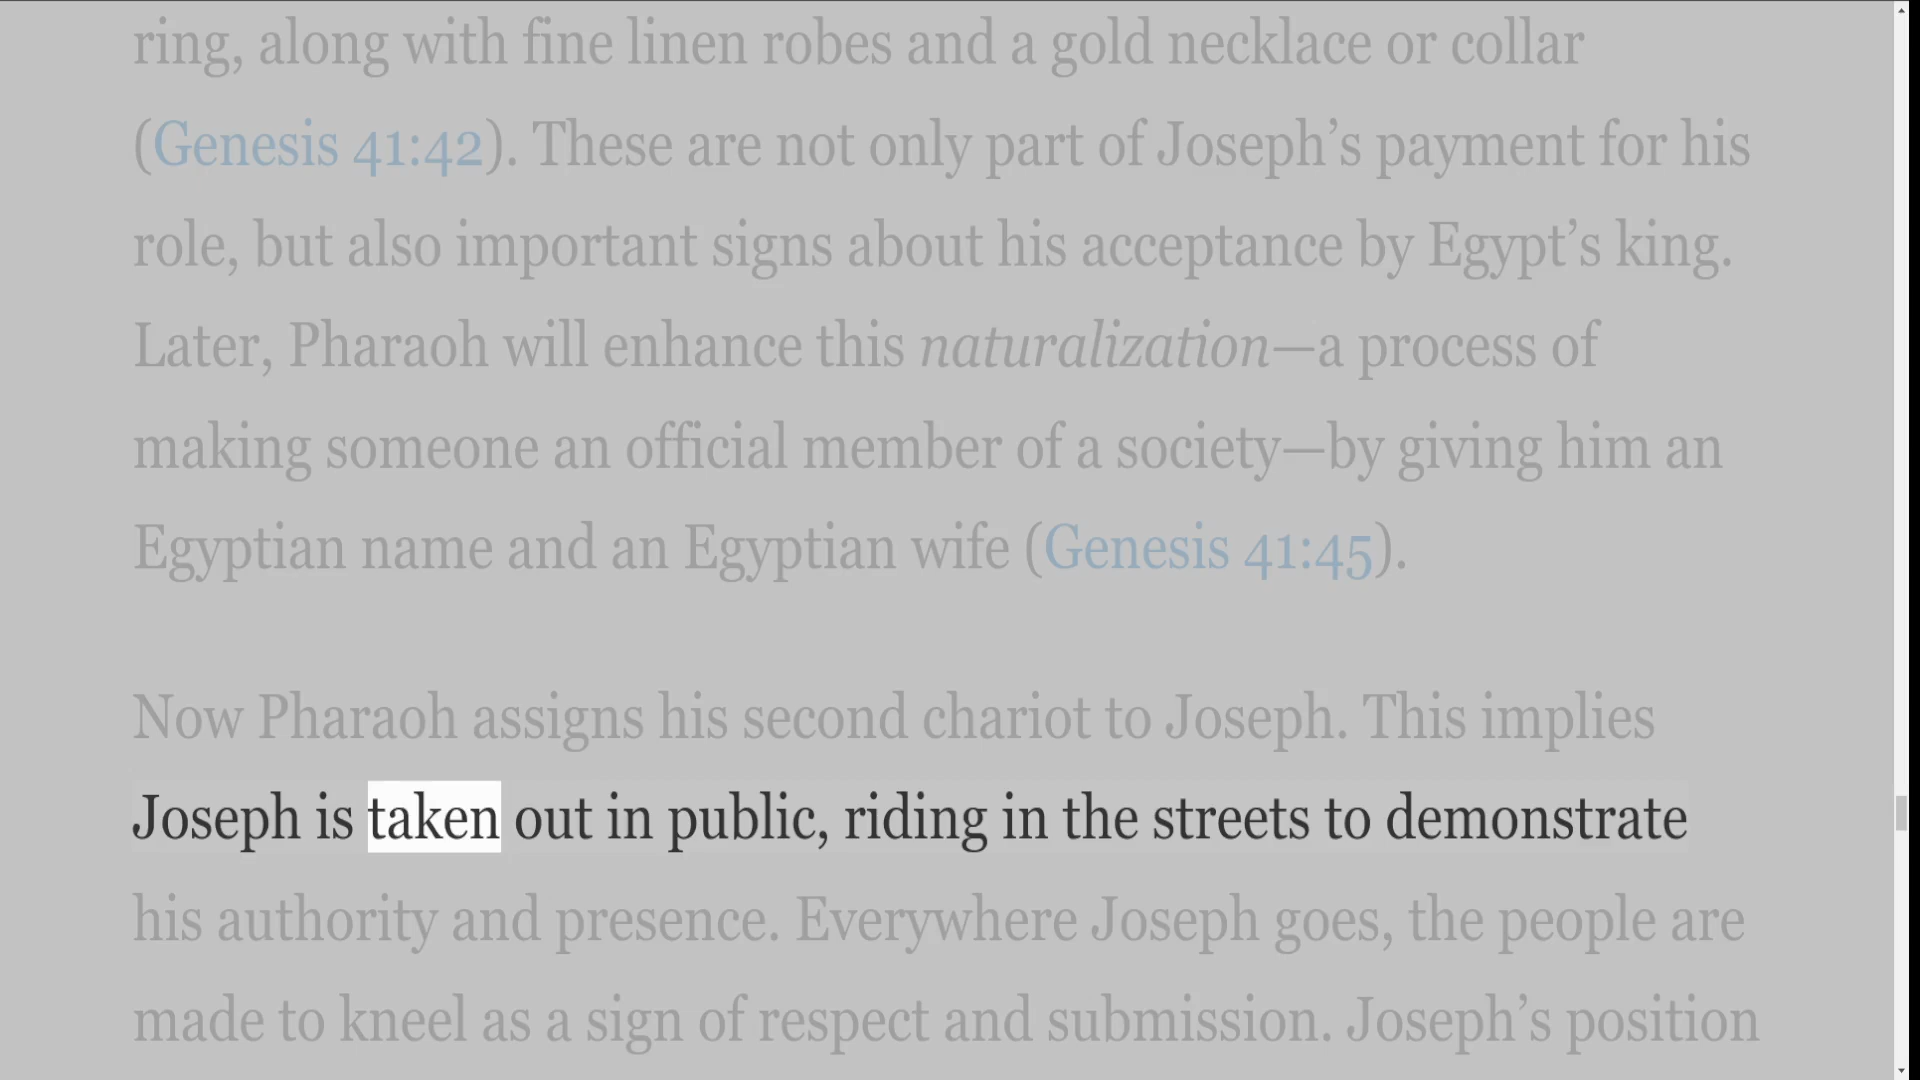 ring, along with fine linen robes and a gold necklace or collar
(Genesis 41:42). These are not only part of Joseph’s payment for his
role, but also important signs about his acceptance by Egypt’s king.
Later, Pharaoh will enhance this naturalization—a process of
making someone an official member of a society—by giving him an
Egyptian name and an Egyptian wife (Genesis 41:45).
Now Pharaoh assigns his second chariot to Joseph. This implies
Joseph is taken out in public, riding in the streets to demonstrate
his authority and presence. Everywhere Joseph goes, the people are
made to kneel as a sign of respect and submission. Joseph’s position